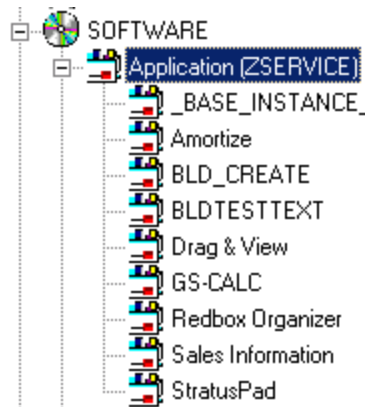 SOFTWARE
Application (ZSERVICE)
_BASE_INSTANCE_
Amortize
BLD_CREATE
BLDTESTTEXT
Drag & View
GS-CALC
Redbox Organizer
Sales Information
StratusPad